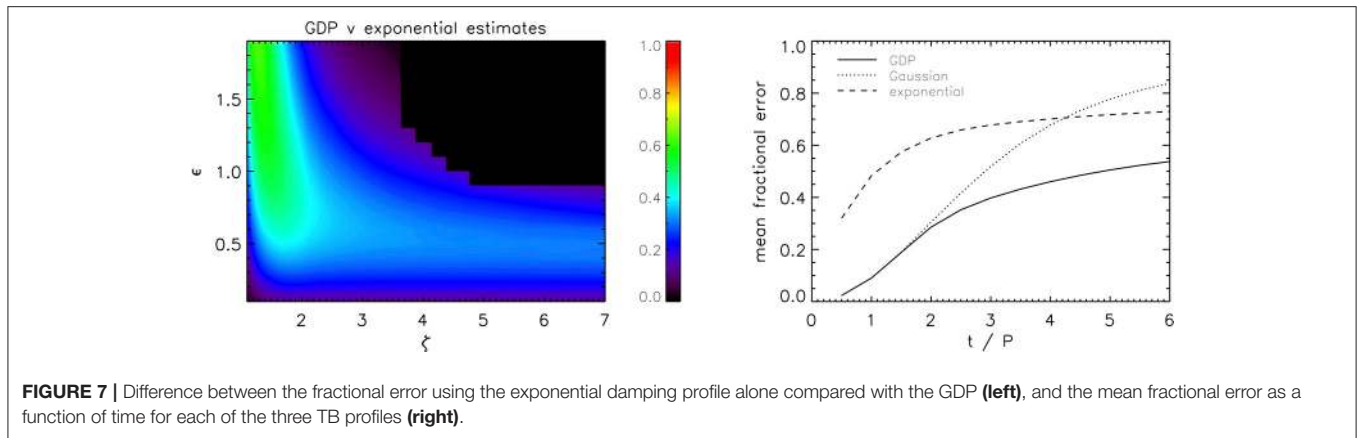 GDP v exponential estimates
1.5
1.0
0.5
ϵ
2 3 4 5 6 7
ζ
1.0
0.8
0.6
0.4
0.2
0.0
1.0
0.8
0.6
0.4
0.2
0.0
mean fractional error
GDP
Gaussian
exponential
0 1 2 3 4 5 6
t / P
FIGURE 7 | Difference between the fractional error using the exponential damping profile alone compared with the GDP (left), and the mean fractional error as a
function of time for each of the three TB profiles (right).